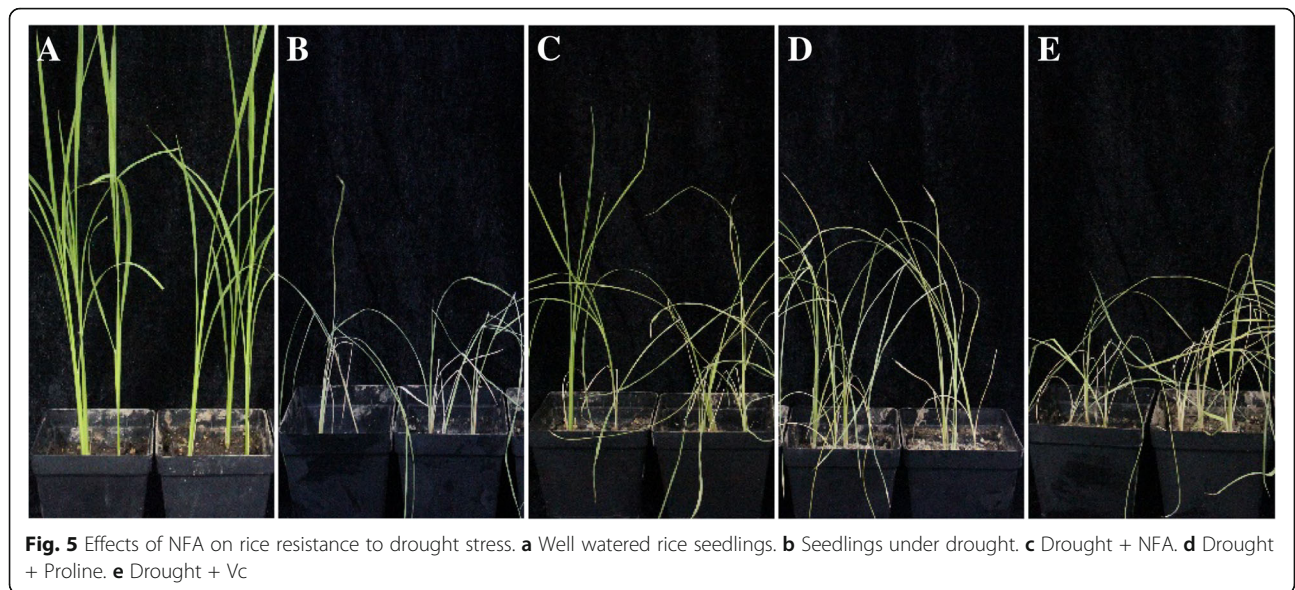 A B C D E
Fig. 5 Effects of NFA on rice resistance to drought stress. a Well watered rice seedlings. b Seedlings under drought. c Drought + NFA. d Drought
+ Proline. e Drought + Vc